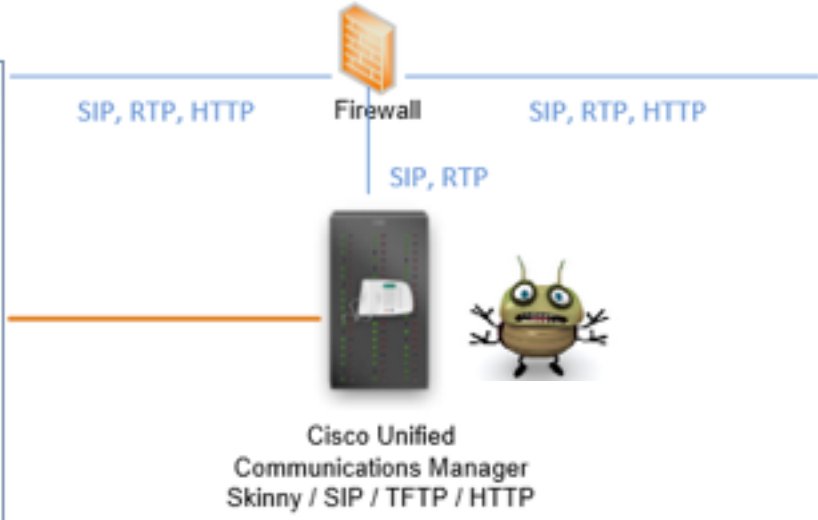 SIP, RTP, HTTP
Firewall
SIP, RTP, HTTP
SIP, RTP
Cisco Unified
Communications Manager
Skinny / SIP / TFTP / HTTP